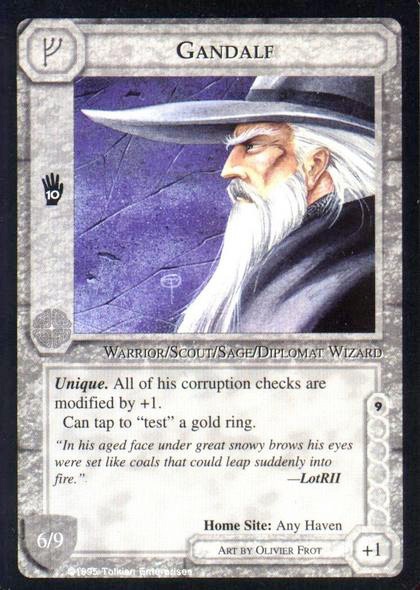 GANDALF
10
WARRIOR/SCOUT/SAGE/DIPLOMAT WIZARD
Unique. All of his corruption checks are
modified by +1.
Can tap to “test” a gold ring.
“In his aged face under great snowy brows his eyes
were set like coals that could leap suddenly into
fire.”
—LotRII
9
Home Site: Any Haven
6/9
ART BY OLIVIER FROT
+1
©1995 Tolkien Enterprises